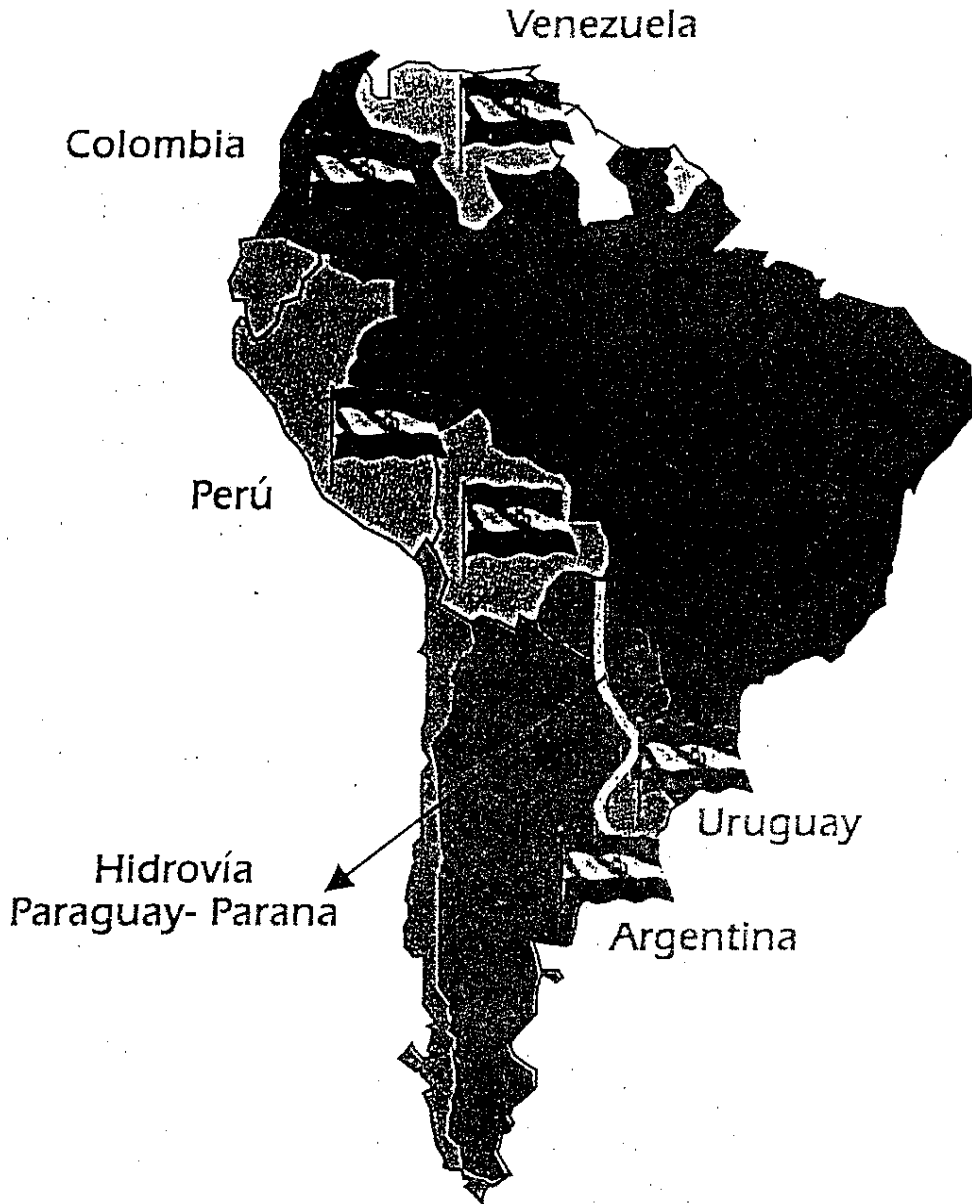 Venezuela
Colombia
Perú
Uruguay
Hidrovía
Paraguay- Parana
Argentina